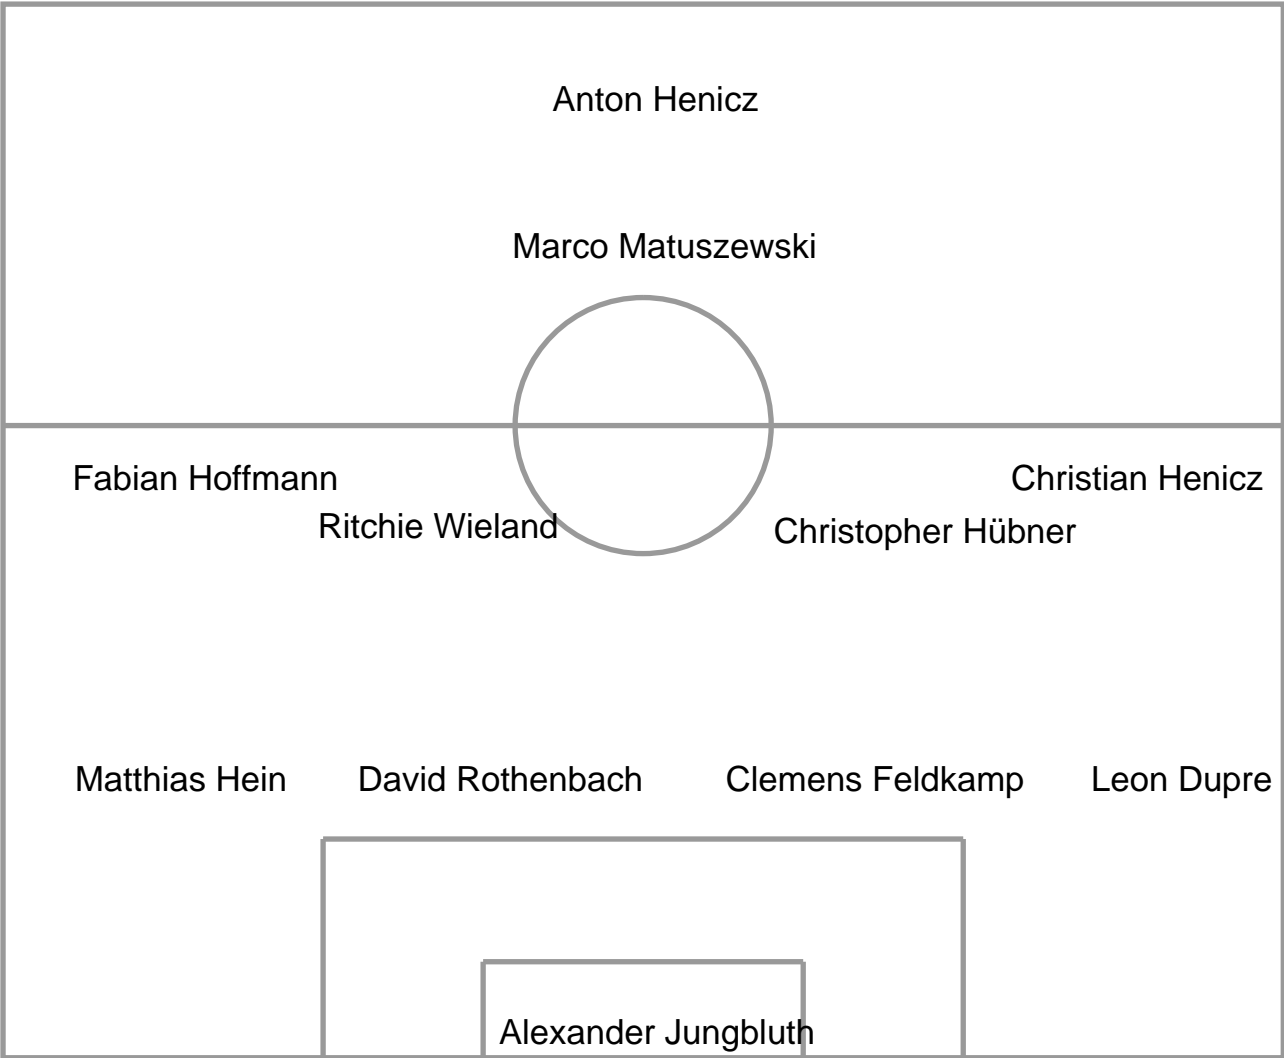 Anton Henicz
Marco Matuszewski
Fabian Hoffmann
Christian Henicz
Ritchie Wieland
Christopher Hübner
Matthias Hein
David Rothenbach
Clemens Feldkamp
Leon Dupre
Alexander Jungbluth